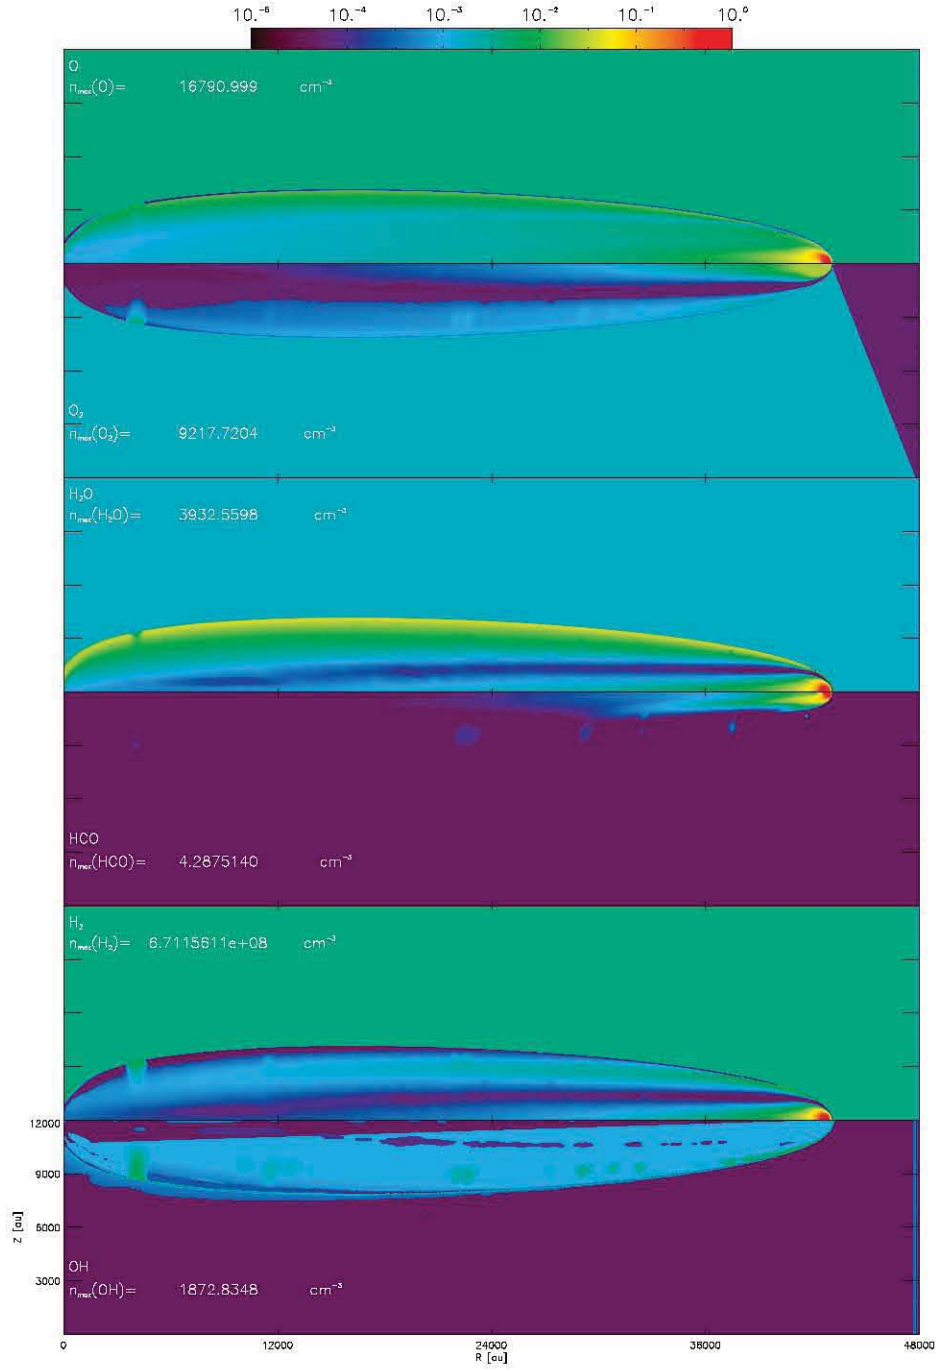 10.⁻⁵ 10.⁻⁴ 10.⁻³ 10.⁻² 10.⁻¹ 10.⁰
O
nₘₐₓ(O)= 16790.999 cm⁻³
O₂
nₘₐₓ(O₂)= 9217.7204 cm⁻³
H₂O
nₘₐₓ(H₂O)= 3932.5598 cm⁻³
HCO
nₘₐₓ(HCO)= 4.2875140 cm⁻³
H₂
nₘₐₓ(H₂)= 6.7115611e+08 cm⁻³
12000
9000
6000
3000
Z [au]
OH
nₘₐₓ(OH)= 1872.8348 cm⁻³
0 12000 24000 36000 48000
R [au]